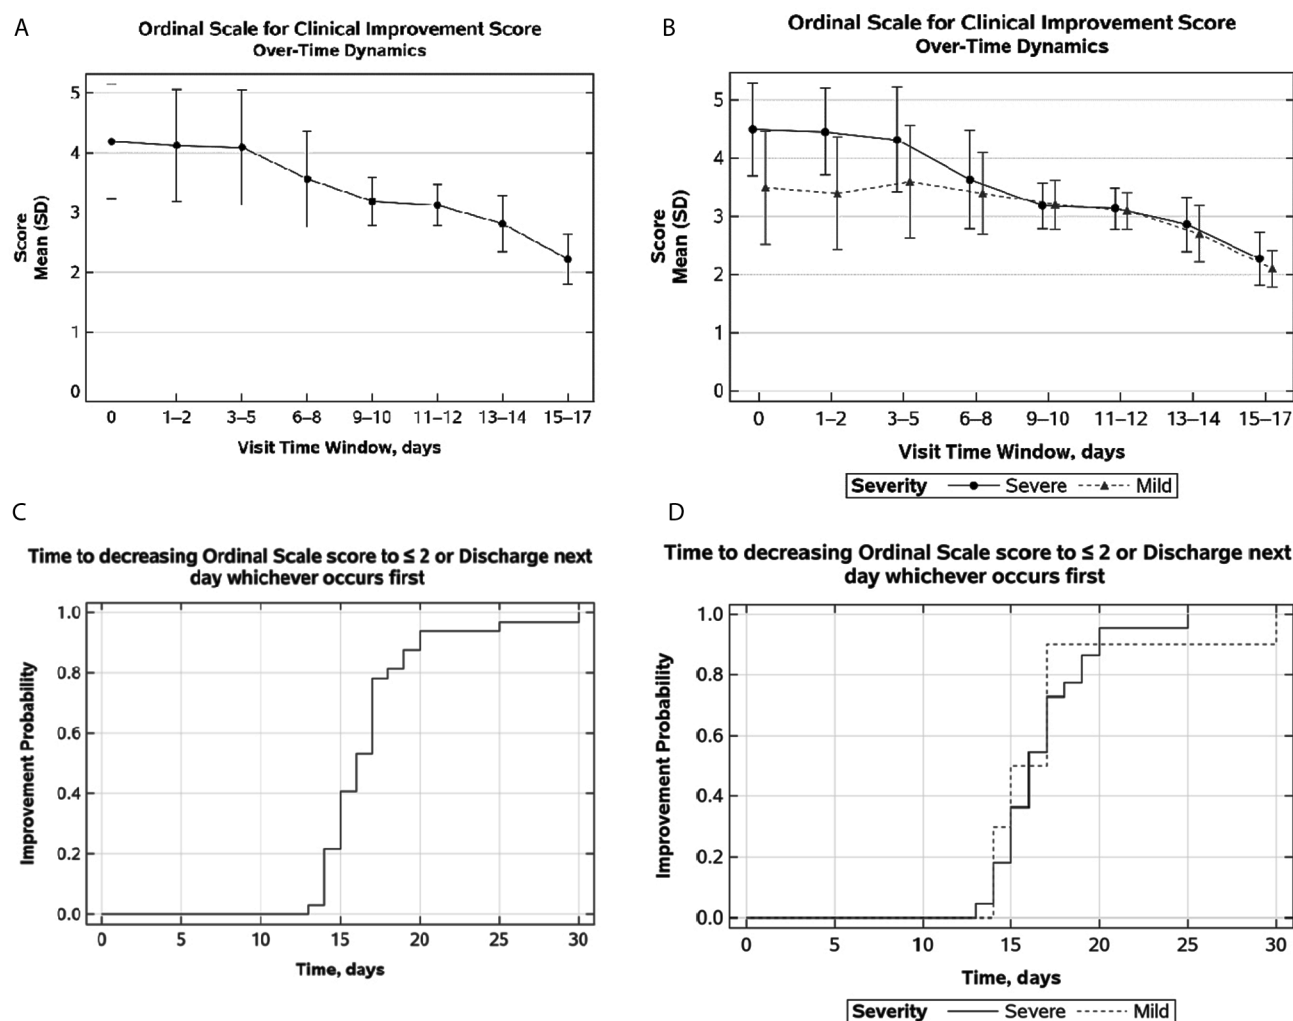 A
Ordinal Scale for Clinical Improvement Score
Over-Time Dynamics
5
4
3
2
1
0
Score
Mean (SD)
0 1–2 3–5 6–8 9–10 11–12 13–14 15–17
Visit Time Window, days
B
Ordinal Scale for Clinical Improvement Score
Over-Time Dynamics
5
4
3
2
1
0
Score
Mean (SD)
0 1–2 3–5 6–8 9–10 11–12 13–14 15–17
Visit Time Window, days
Severity Severe Mild
C
Time to decreasing Ordinal Scale score to ≤ 2 or Discharge next
day whichever occurs first
1.0
0.8
0.6
0.4
0.2
0.0
Improvement Probability
0 5 10 15 20 25 30
Time, days
D
Time to decreasing Ordinal Scale score to ≤ 2 or Discharge next
day whichever occurs first
1.0
0.8
0.6
0.4
0.2
0.0
Improvement Probability
0 5 10 15 20 25 30
Time, days
Severity Severe Mild